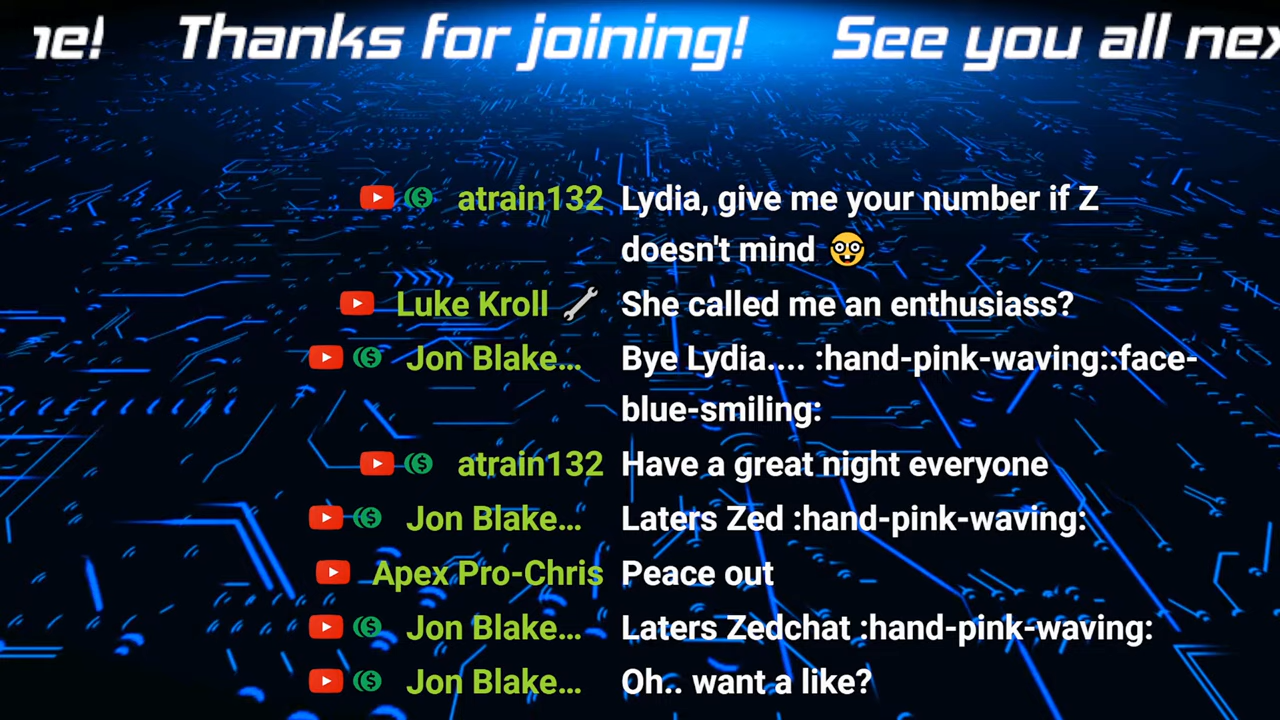 ne! Thanks for joining! See you all nex
atrain132 Lydia, give me your number if Z
doesn't mind 🥸
Luke Kroll 🔧 She called me an enthusiass?
Jon Blake... Bye Lydia.... :hand-pink-waving::face-
blue-smiling:
atrain132 Have a great night everyone
Jon Blake... Laters Zed :hand-pink-waving:
Apex Pro-Chris Peace out
Jon Blake... Laters Zedchat :hand-pink-waving:
Jon Blake... Oh.. want a like?